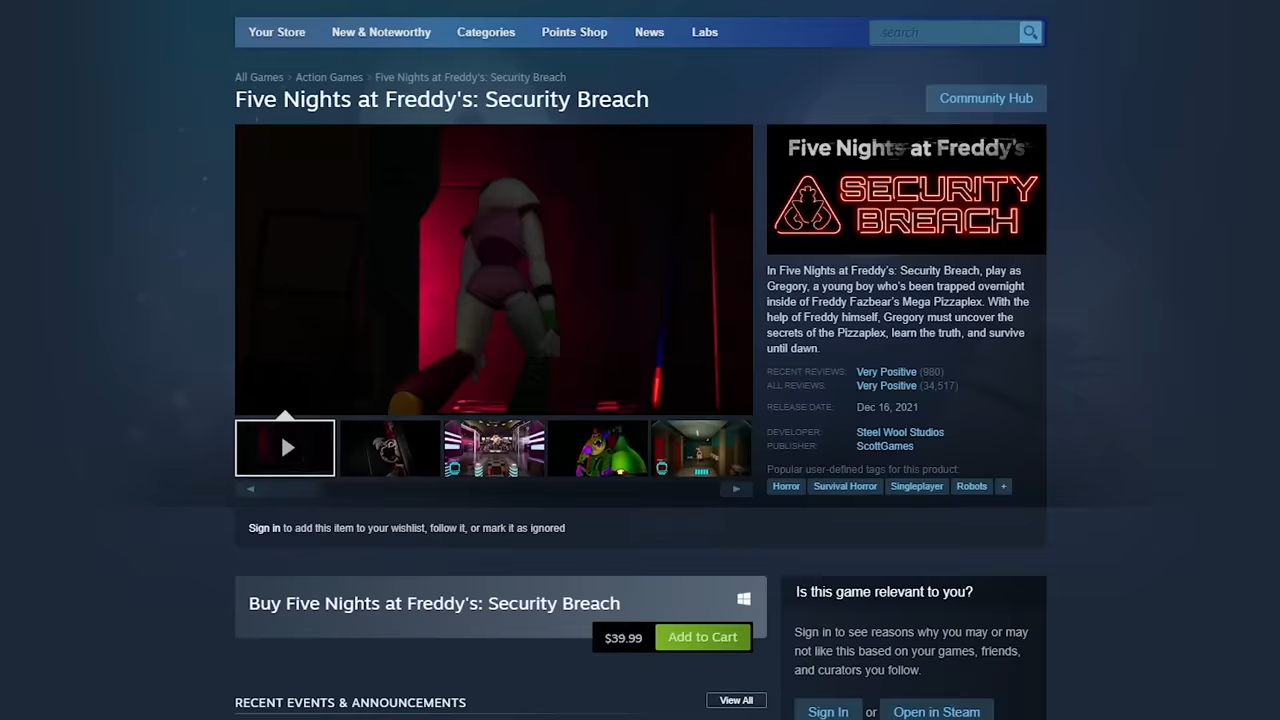 Your Store New & Noteworthy Categories Points Shop News Labs search
All Games > Action Games > Five Nights at Freddy's: Security Breach
Five Nights at Freddy's: Security Breach
Community Hub
Five Nights at Freddy's
SECURITY
BREACH
In Five Nights at Freddy's: Security Breach, play as
Gregory, a young boy who's been trapped overnight
inside of Freddy Fazbear's Mega Pizzaplex. With the
help of Freddy himself, Gregory must uncover the
secrets of the Pizzaplex, learn the truth, and survive
until dawn.
RECENT REVIEWS: Very Positive (980)
ALL REVIEWS: Very Positive (34,517)
RELEASE DATE: Dec 16, 2021
DEVELOPER: Steel Wool Studios
PUBLISHER: ScottGames
Popular user-defined tags for this product:
Horror Survival Horror Singleplayer Robots +
Sign in to add this item to your wishlist, follow it, or mark it as ignored
Buy Five Nights at Freddy's: Security Breach
$39.99 Add to Cart
Is this game relevant to you?
Sign in to see reasons why you may or may
not like this based on your games, friends,
and curators you follow.
Sign In or Open in Steam
RECENT EVENTS & ANNOUNCEMENTS View All